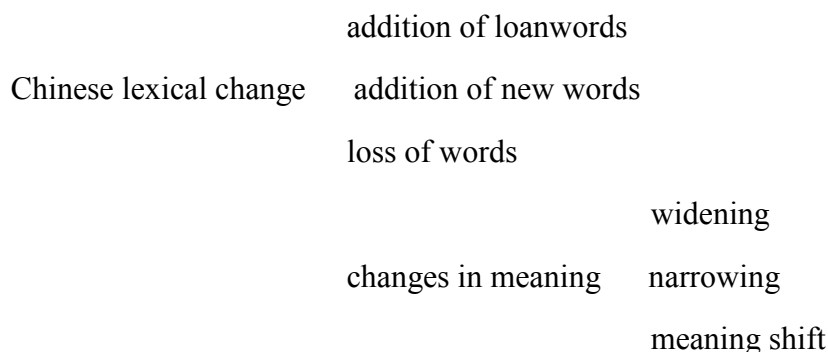 addition of loanwords
Chinese lexical change addition of new words
loss of words
widening
changes in meaning narrowing
meaning shift